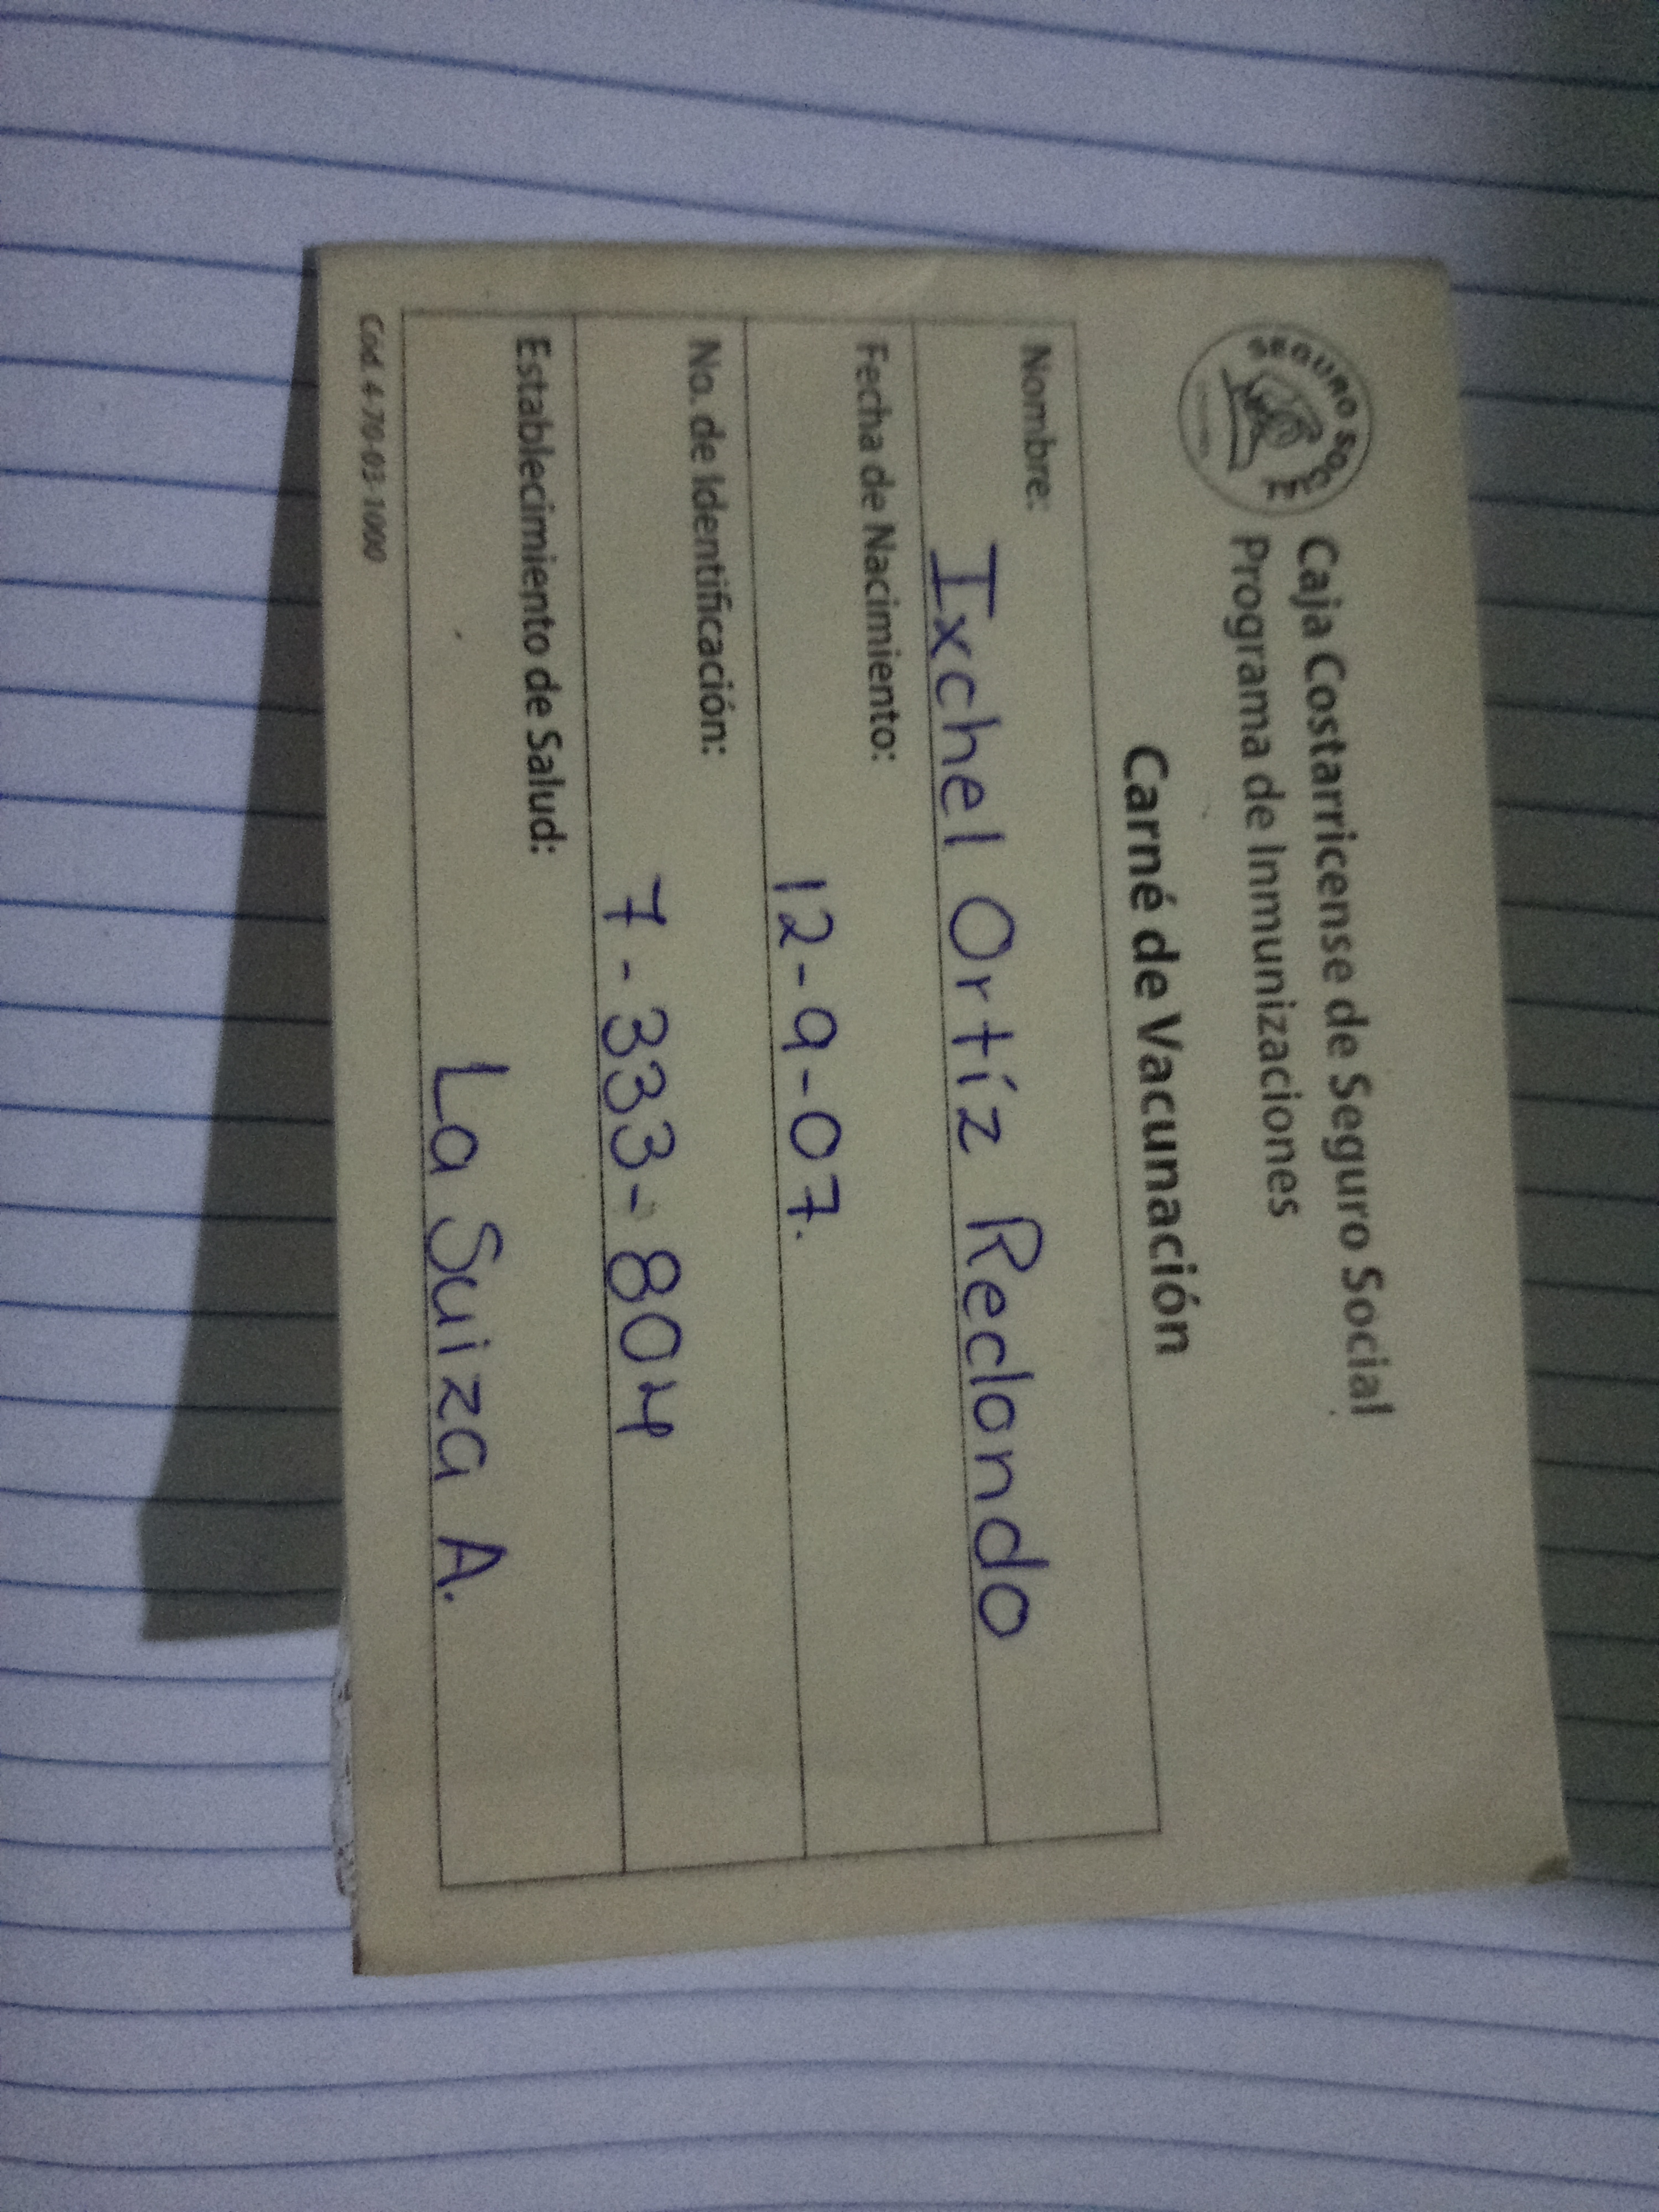 SEGURO SOCIAL
Caja Costarricense de Seguro Social
Programa de Inmunizaciones
Carné de Vacunación
Nombre: Ixchel Ortíz Redondo
Fecha de Nacimiento: 12-9-07.
No. de Identificación: 7-333-804
Establecimiento de Salud: La Suiza A.
Cód. 4-70-03-1000